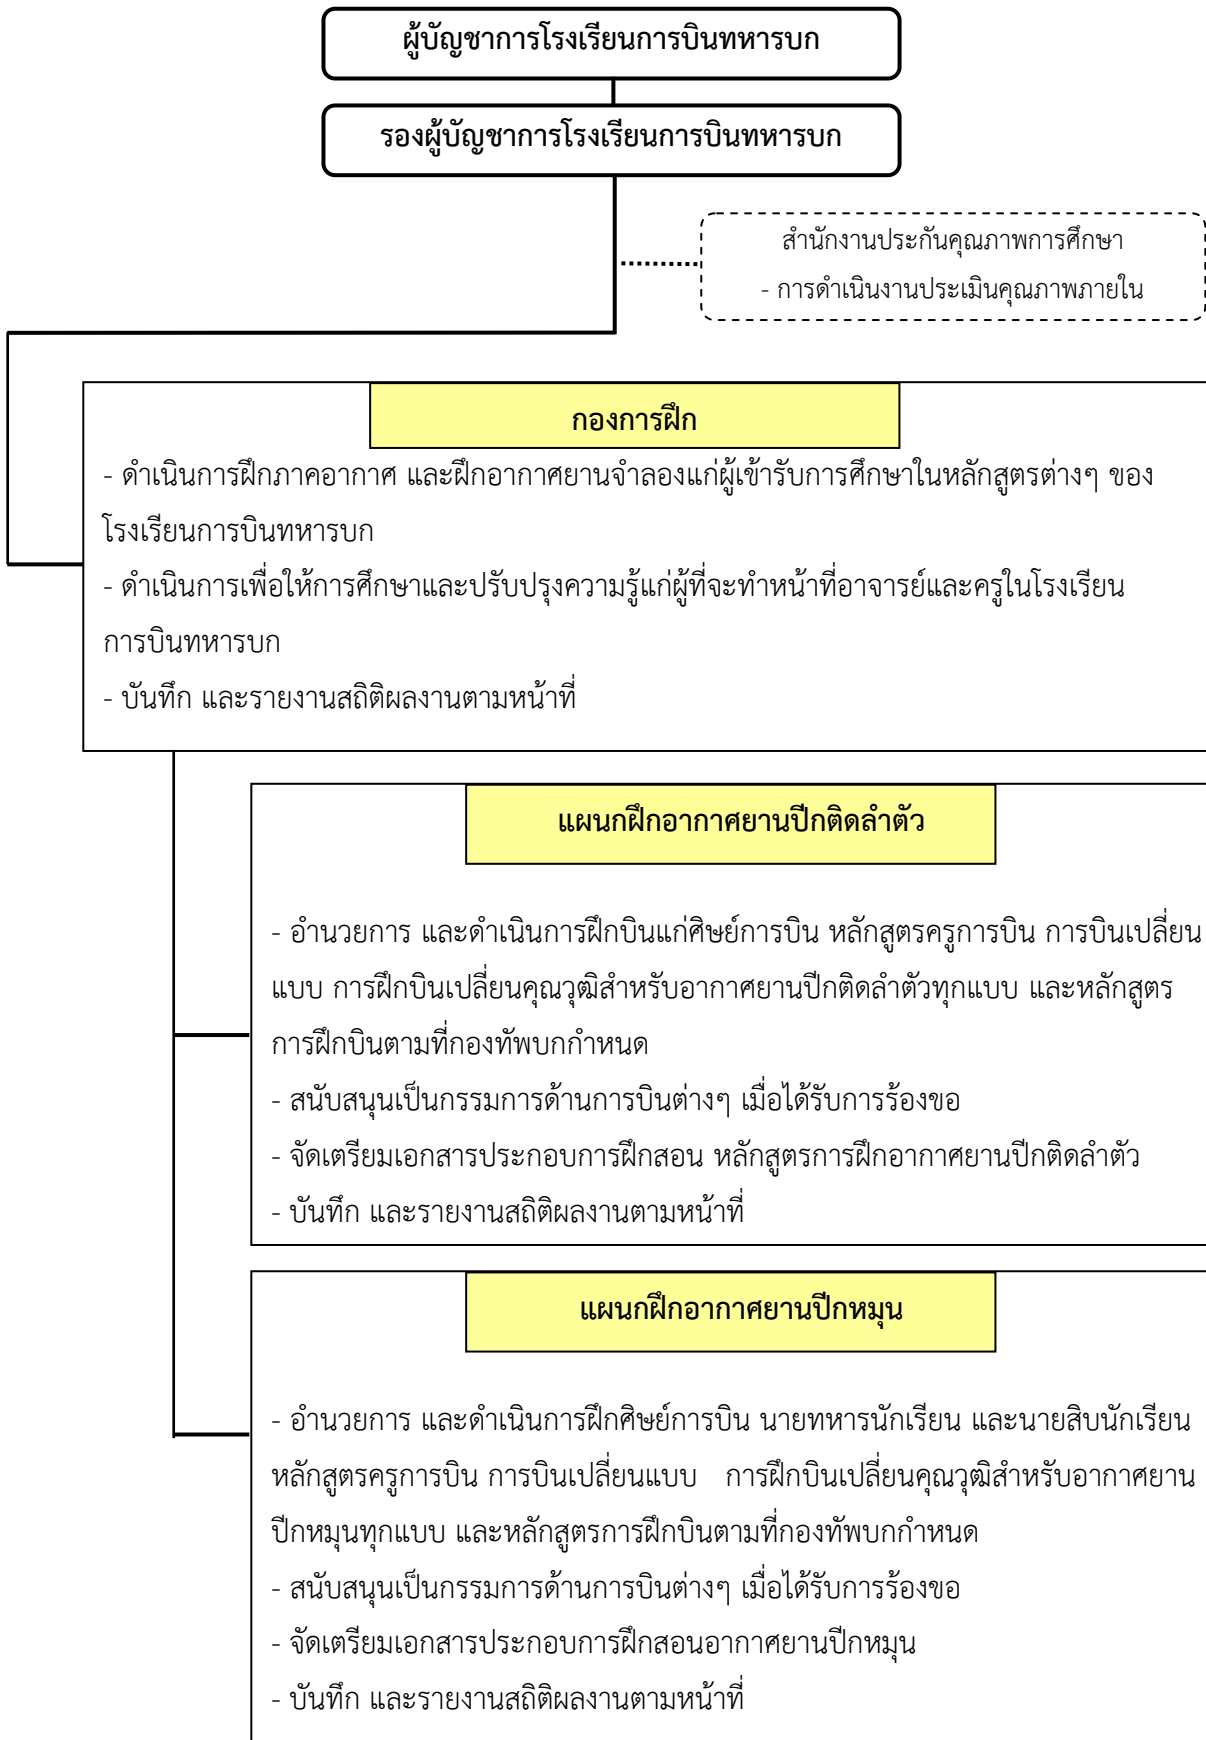 ผู้บัญชาการโรงเรียนการบินทหารบก
รองผู้บัญชาการโรงเรียนการบินทหารบก
สำนักงานประกันคุณภาพการศึกษา
- การดำเนินงานประเมินคุณภาพภายใน
กองการฝึก
- ดำเนินการฝึกภาคอากาศ และฝึกอากาศยานจำลองแก่ผู้เข้ารับการศึกษาในหลักสูตรต่างๆ ของ
โรงเรียนการบินทหารบก
- ดำเนินการเพื่อให้การศึกษาและปรับปรุงความรู้แก่ผู้ที่จะทำหน้าที่อาจารย์และครูในโรงเรียน
การบินทหารบก
- บันทึก และรายงานสถิติผลงานตามหน้าที่
แผนกฝึกอากาศยานปีกติดลำตัว
- อำนวยการ และดำเนินการฝึกบินแก่ศิษย์การบิน หลักสูตรครูการบิน การบินเปลี่ยน
แบบ การฝึกบินเปลี่ยนคุณวุฒิสำหรับอากาศยานปีกติดลำตัวทุกแบบ และหลักสูตร
การฝึกบินตามที่กองทัพบกกำหนด
- สนับสนุนเป็นกรรมการด้านการบินต่างๆ เมื่อได้รับการร้องขอ
- จัดเตรียมเอกสารประกอบการฝึกสอน หลักสูตรการฝึกอากาศยานปีกติดลำตัว
- บันทึก และรายงานสถิติผลงานตามหน้าที่
แผนกฝึกอากาศยานปีกหมุน
- อำนวยการ และดำเนินการฝึกศิษย์การบิน นายทหารนักเรียน และนายสิบนักเรียน
หลักสูตรครูการบิน การบินเปลี่ยนแบบ การฝึกบินเปลี่ยนคุณวุฒิสำหรับอากาศยาน
ปีกหมุนทุกแบบ และหลักสูตรการฝึกบินตามที่กองทัพบกกำหนด
- สนับสนุนเป็นกรรมการด้านการบินต่างๆ เมื่อได้รับการร้องขอ
- จัดเตรียมเอกสารประกอบการฝึกสอนอากาศยานปีกหมุน
- บันทึก และรายงานสถิติผลงานตามหน้าที่